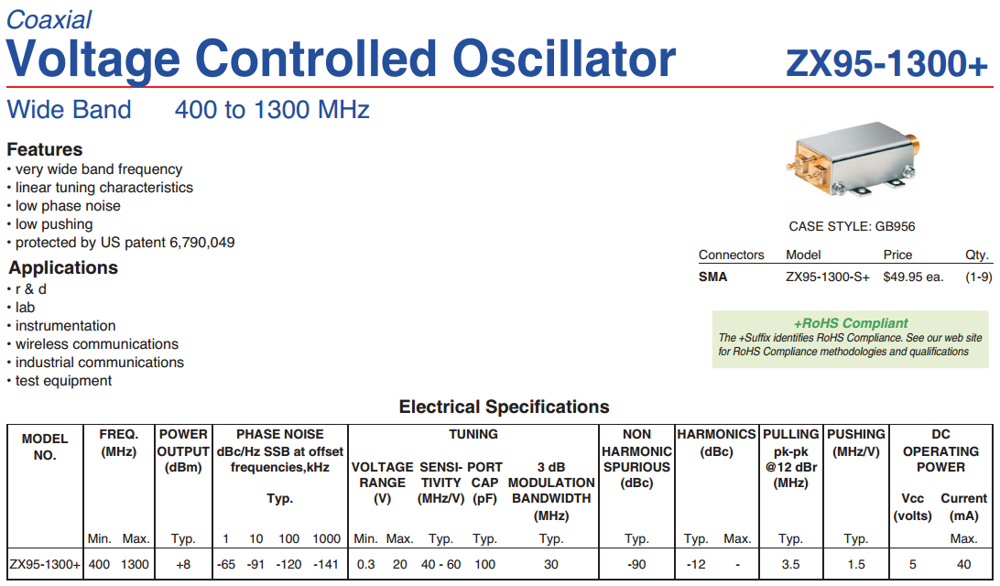 Coaxial
Voltage Controlled Oscillator ZX95-1300+
Wide Band 400 to 1300 MHz
Features
• very wide band frequency
• linear tuning characteristics
• low phase noise
• low pushing
• protected by US patent 6,790,049
Applications
• r & d
• lab
• instrumentation
• wireless communications
• industrial communications
• test equipment
CASE STYLE: GB956
Connectors Model Price Qty.
SMA ZX95-1300-S+ $49.95 ea. (1-9)
+RoHS Compliant
The +Suffix identifies RoHS Compliance. See our web site
for RoHS Compliance methodologies and qualifications
Electrical Specifications
MODEL NO. FREQ. (MHz) POWER OUTPUT (dBm) PHASE NOISE dBc/Hz SSB at offset frequencies,kHz Typ. TUNING NON HARMONIC SPURIOUS (dBc) HARMONICS (dBc) PULLING pk-pk @12 dBr (MHz) PUSHING (MHz/V) DC OPERATING POWER
VOLTAGE RANGE (V) SENSI-TIVITY (MHz/V) PORT CAP (pF) 3 dB MODULATION BANDWIDTH (MHz) Vcc (volts) Current (mA)
Min. Max. Typ. 1 10 100 1000 Min. Max. Typ. Typ. Typ. Typ. Typ. Max. Typ. Typ. Max.
ZX95-1300+ 400 1300 +8 -65 -91 -120 -141 0.3 20 40 - 60 100 30 -90 -12 - 3.5 1.5 5 40